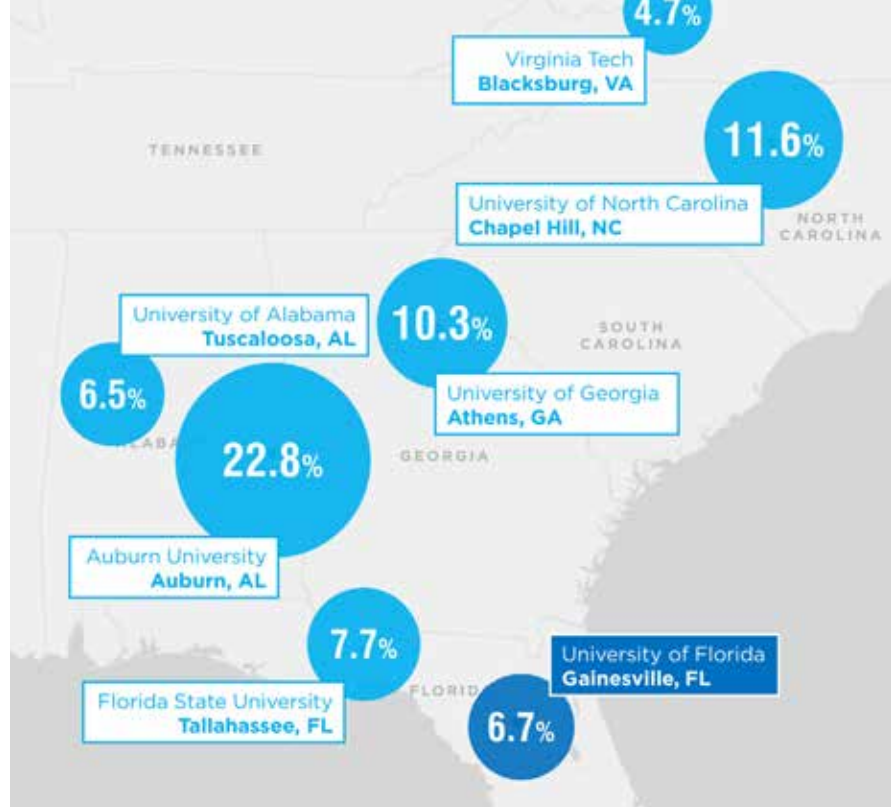 4.7%
Virginia Tech
Blacksburg, VA
TENNESSEE
11.6%
University of North Carolina
Chapel Hill, NC
NORTH
CAROLINA
University of Alabama
Tuscaloosa, AL
10.3%
SOUTH
CAROLINA
6.5%
University of Georgia
Athens, GA
22.8%
GEORGIA
Auburn University
Auburn, AL
7.7%
University of Florida
Gainesville, FL
Florida State University
Tallahassee, FL
6.7%